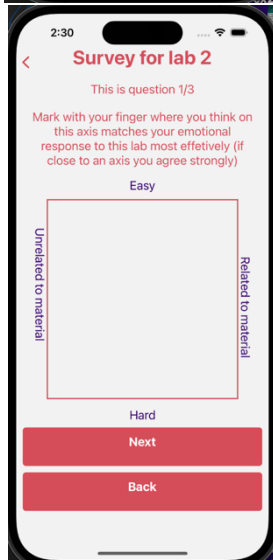 2:30
Survey for lab 2
This is question 1/3
Mark with your finger where you think on
this axis matches your emotional
response to this lab most effetively (if
close to an axis you agree strongly)
Easy
Unrelated to material
Related to material
Hard
Next
Back